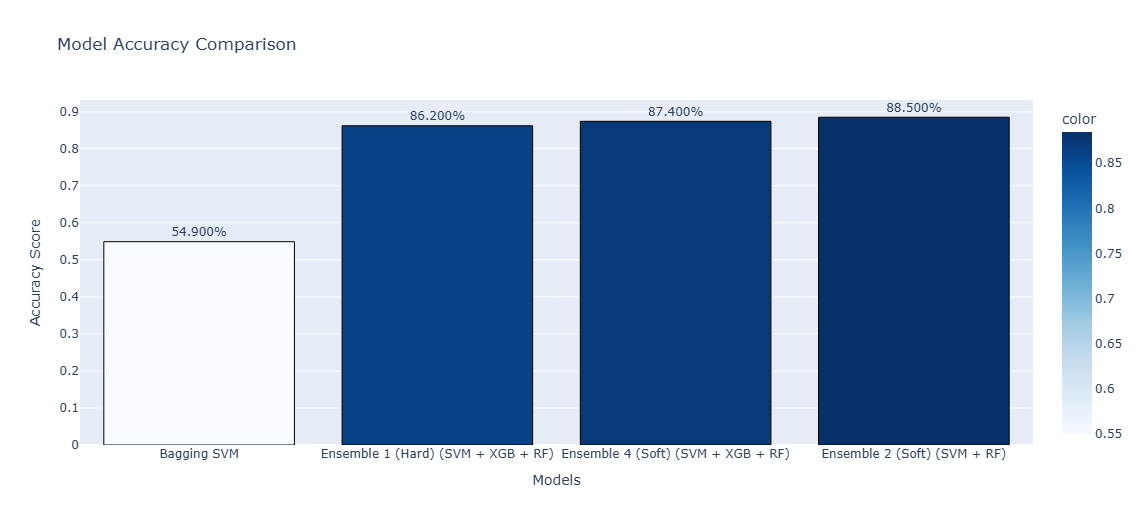 Model Accuracy Comparison
86.200%
87.400%
88.500%
54.900%
Accuracy Score
0.9
0.8
0.7
0.6
0.5
0.4
0.3
0.2
0.1
0
Bagging SVM
Ensemble 1 (Hard) (SVM + XGB + RF)
Ensemble 4 (Soft) (SVM + XGB + RF)
Ensemble 2 (Soft) (SVM + RF)
Models
color
0.85
0.8
0.75
0.7
0.65
0.6
0.55